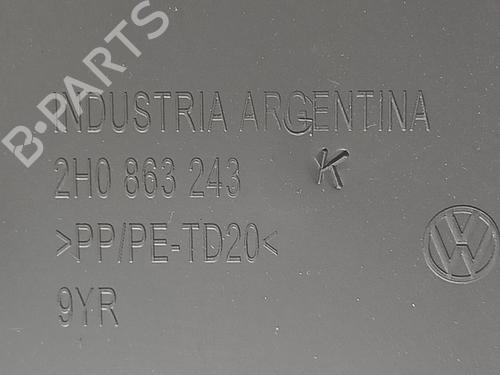 B-PARTS
INDUSTRIA ARGENTINA
2H0 863 243 K
>PP/PE-TD20<
9YR